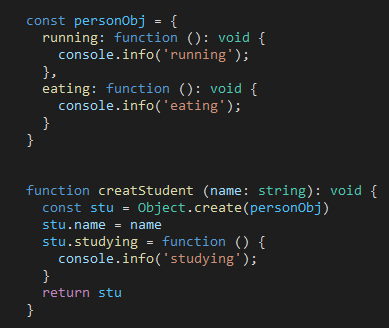 const personObj = {
  running: function (): void {
    console.info('running');
  },
  eating: function (): void {
    console.info('eating');
  }
}

function creatStudent (name: string): void {
  const stu = Object.create(personObj)
  stu.name = name
  stu.studying = function () {
    console.info('studying');
  }
  return stu
}